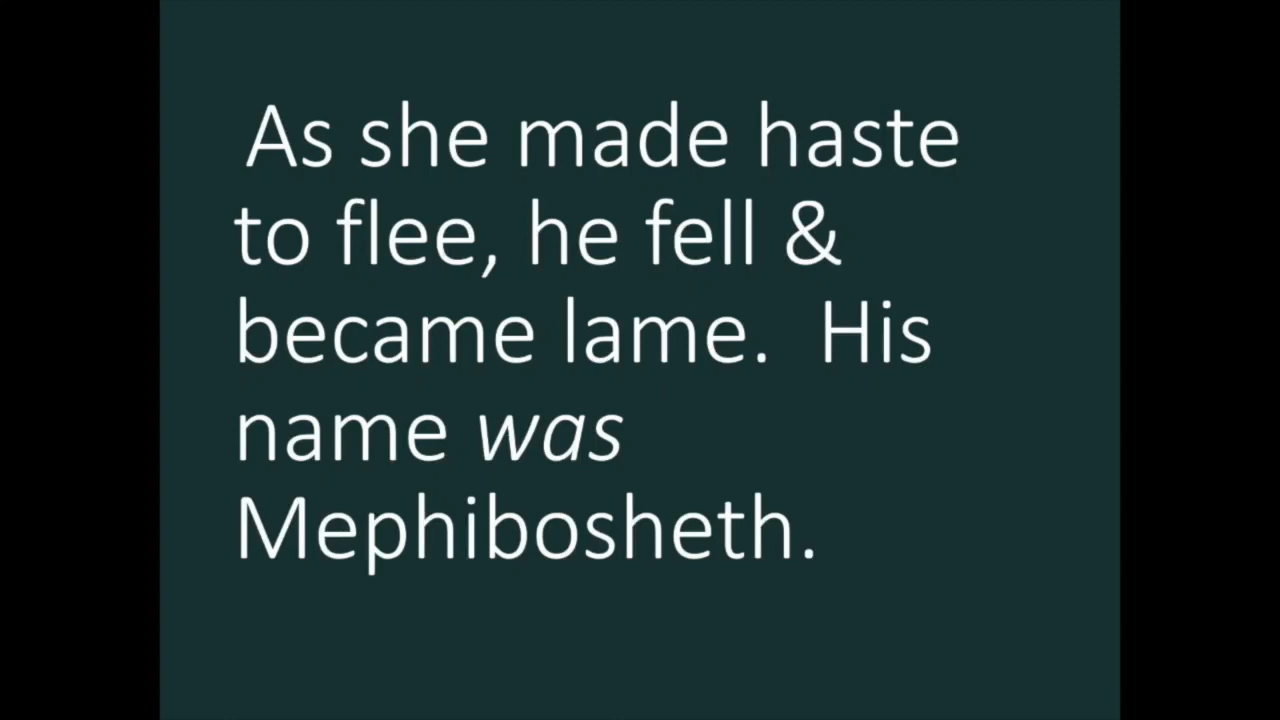 As she made haste
to flee, he fell &
became lame.  His
name was
Mephibosheth.